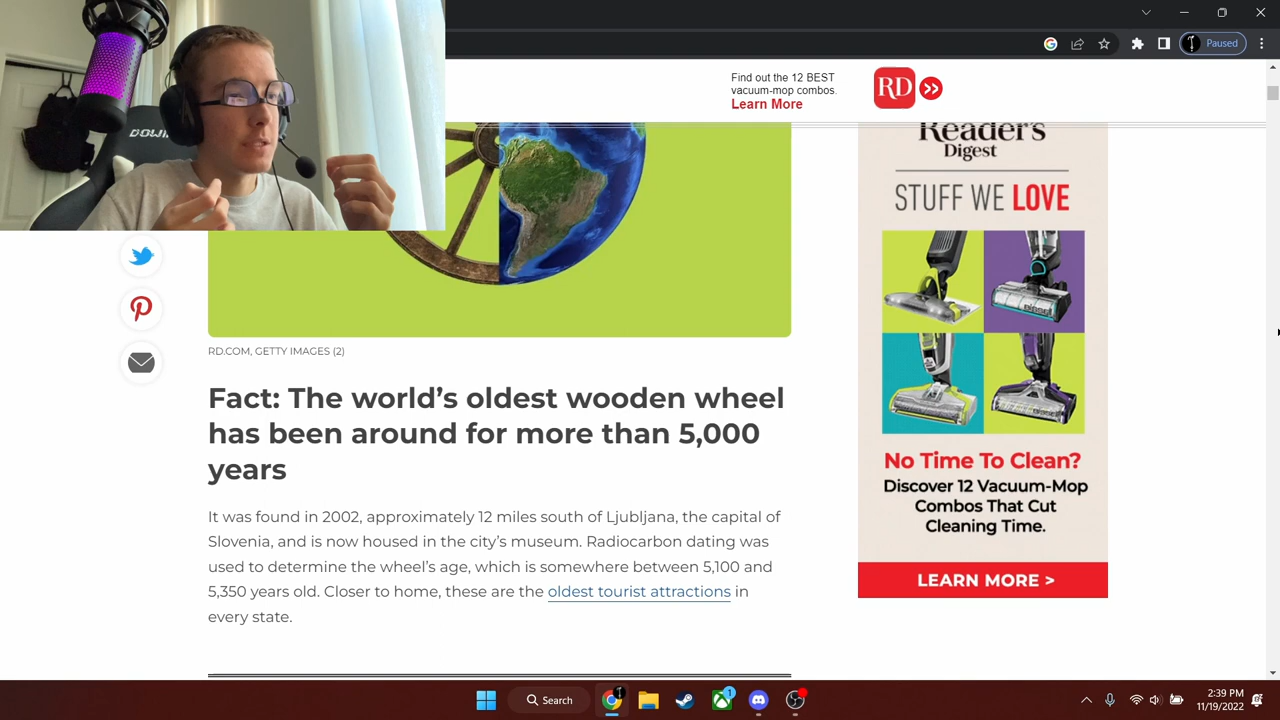 Paused
Find out the 12 BEST
vacuum-mop combos.
Learn More
RD
Reader's
Digest
STUFF WE LOVE
No Time To Clean?
Discover 12 Vacuum-Mop
Combos That Cut
Cleaning Time.
LEARN MORE >
RD.COM, GETTY IMAGES (2)
Fact: The world's oldest wooden wheel
has been around for more than 5,000
years
It was found in 2002, approximately 12 miles south of Ljubljana, the capital of
Slovenia, and is now housed in the city's museum. Radiocarbon dating was
used to determine the wheel's age, which is somewhere between 5,100 and
5,350 years old. Closer to home, these are the oldest tourist attractions in
every state.
Search
1
2:39 PM
11/19/2022